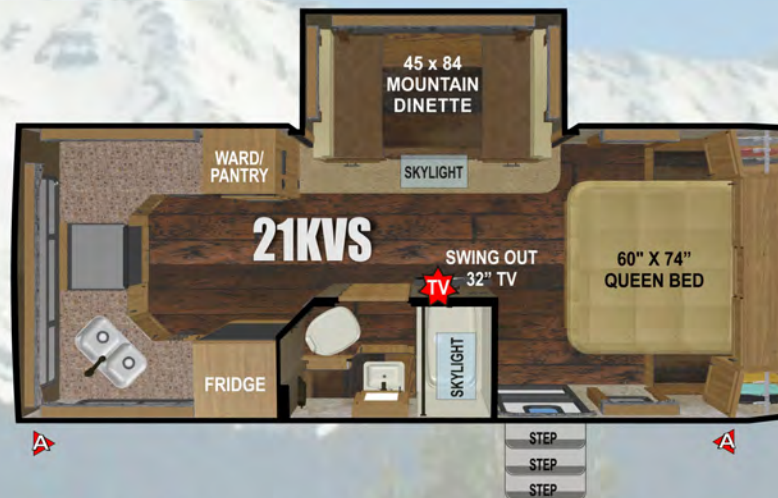 45 x 84
MOUNTAIN
DINETTE
WARD/
PANTRY
SKYLIGHT
21KVS
SWING OUT
32” TV
TV
60" X 74”
QUEEN BED
FRIDGE
SKYLIGHT
A
A
STEP
STEP
STEP